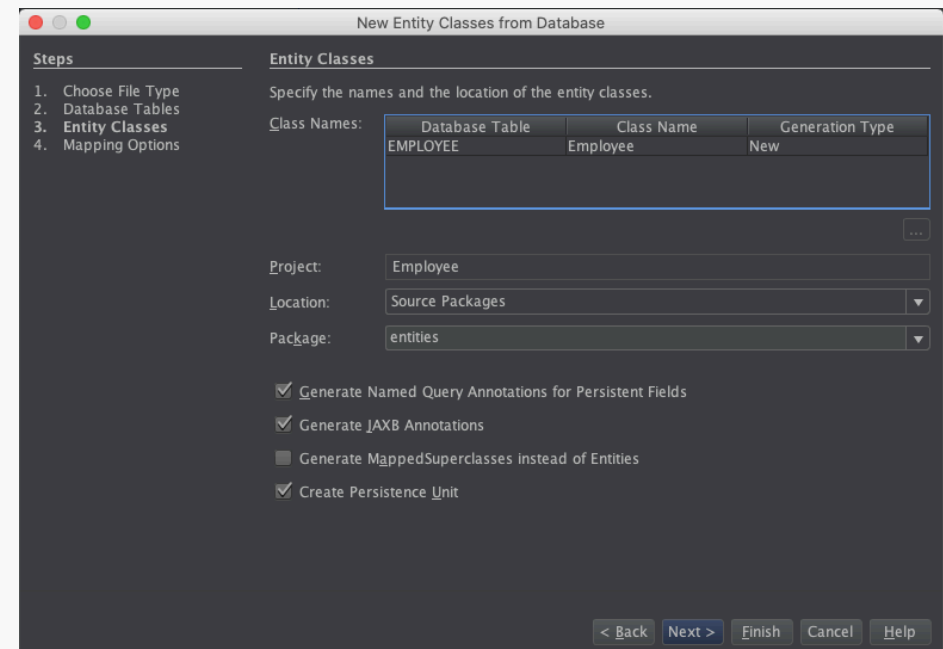 New Entity Classes from Database
Steps
1. Choose File Type
2. Database Tables
3. Entity Classes
4. Mapping Options
Entity Classes
Specify the names and the location of the entity classes.
Class Names:
Database Table Class Name Generation Type
EMPLOYEE Employee New
...
Project: Employee
Location: Source Packages
Package: entities
Generate Named Query Annotations for Persistent Fields
Generate JAXB Annotations
Generate MappedSuperclasses instead of Entities
Create Persistence Unit
< Back Next > Finish Cancel Help